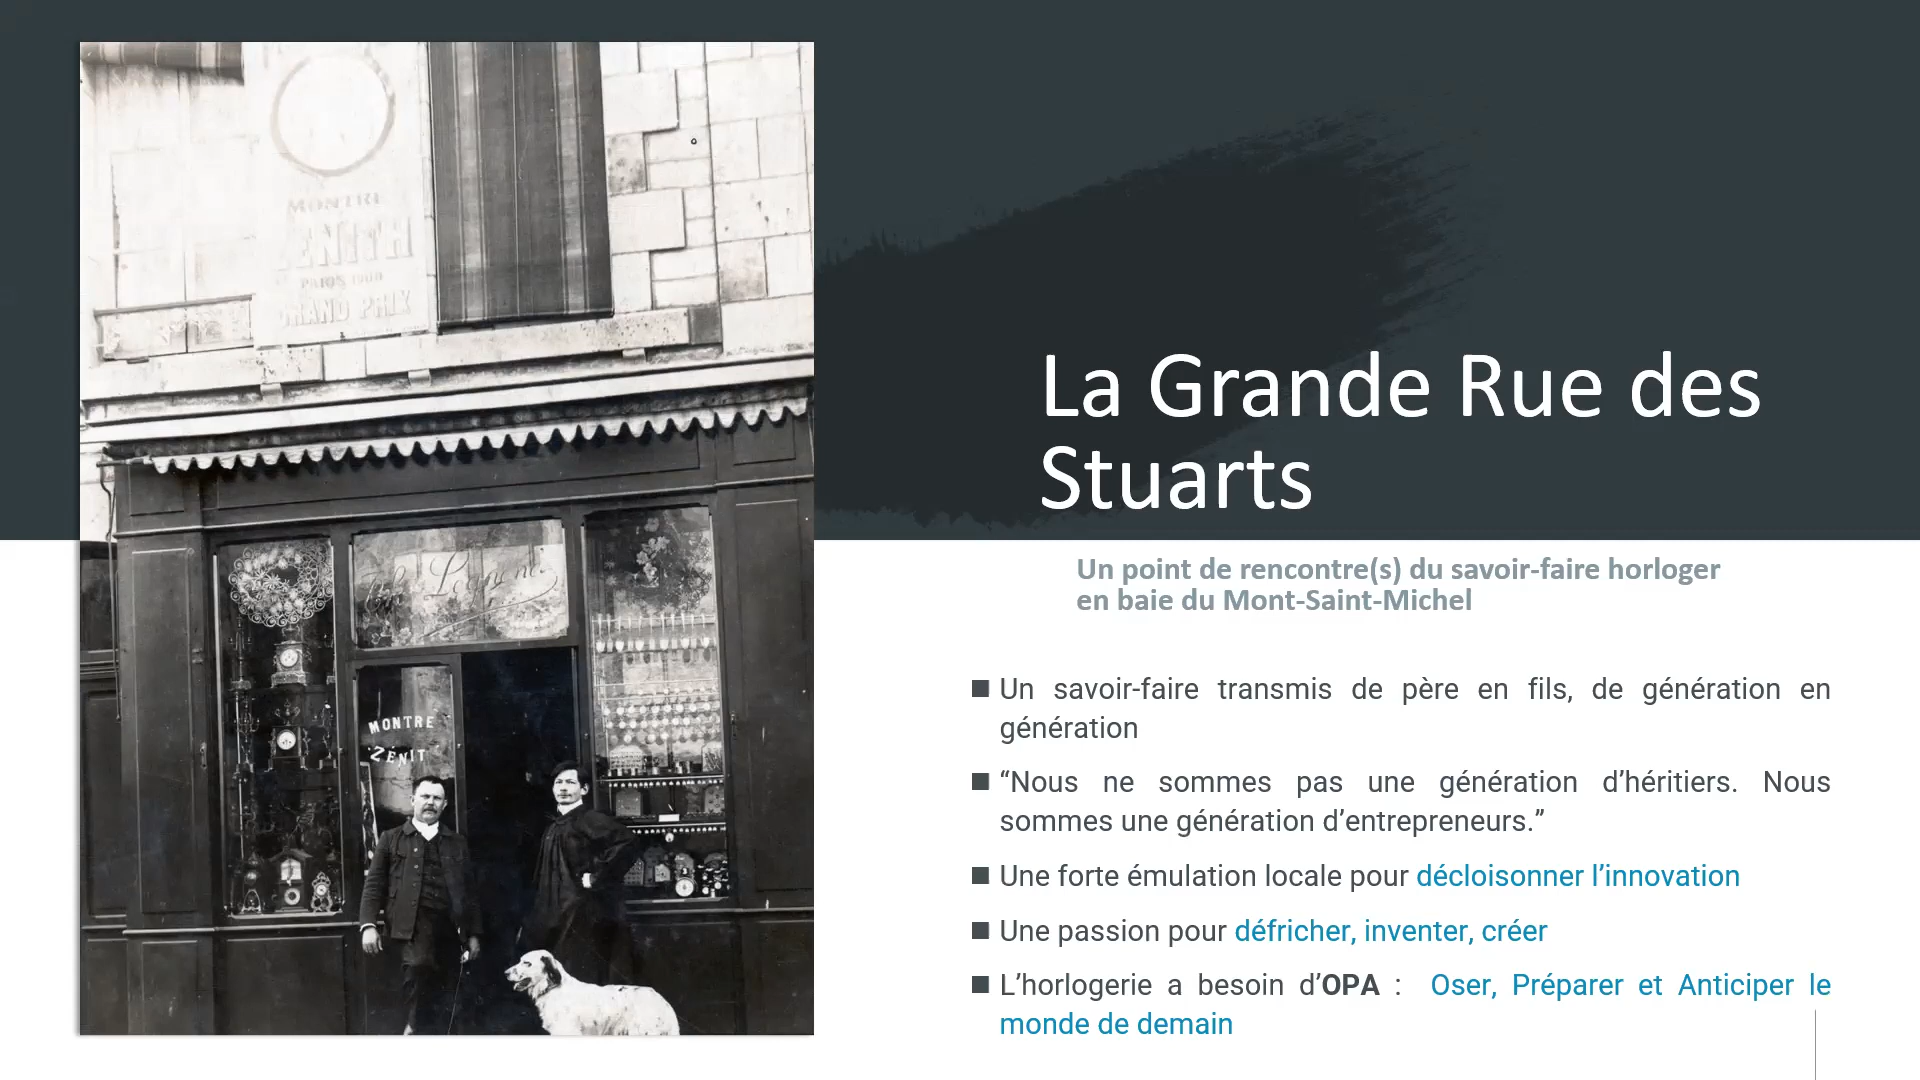 MONTRE
ZENITH
PARIS 1900
GRAND PRIX
MONTRE
ZENIT
La Grande Rue des
Stuarts
Un point de rencontre(s) du savoir-faire horloger
en baie du Mont-Saint-Michel
Un savoir-faire transmis de père en fils, de génération en
génération
“Nous ne sommes pas une génération d’héritiers. Nous
sommes une génération d’entrepreneurs.”
Une forte émulation locale pour décloisonner l’innovation
Une passion pour défricher, inventer, créer
L’horlogerie a besoin d’OPA : Oser, Préparer et Anticiper le
monde de demain